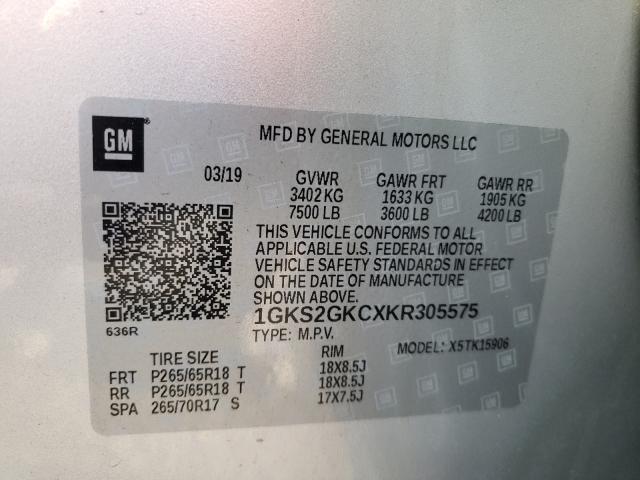 GM
MFD BY GENERAL MOTORS LLC
03/19 GVWR GAWR FRT GAWR RR
3402 KG 1633 KG 1905 KG
7500 LB 3600 LB 4200 LB
THIS VEHICLE CONFORMS TO ALL
APPLICABLE U.S. FEDERAL MOTOR
VEHICLE SAFETY STANDARDS IN EFFECT
ON THE DATE OF MANUFACTURE
SHOWN ABOVE.
1GKS2GKCXKR305575
636R
TYPE: M.P.V. MODEL: X5TK15906
TIRE SIZE RIM
FRT P265/65R18 T 18X8.5J
RR P265/65R18 T 18X8.5J
SPA 265/70R17 S 17X7.5J